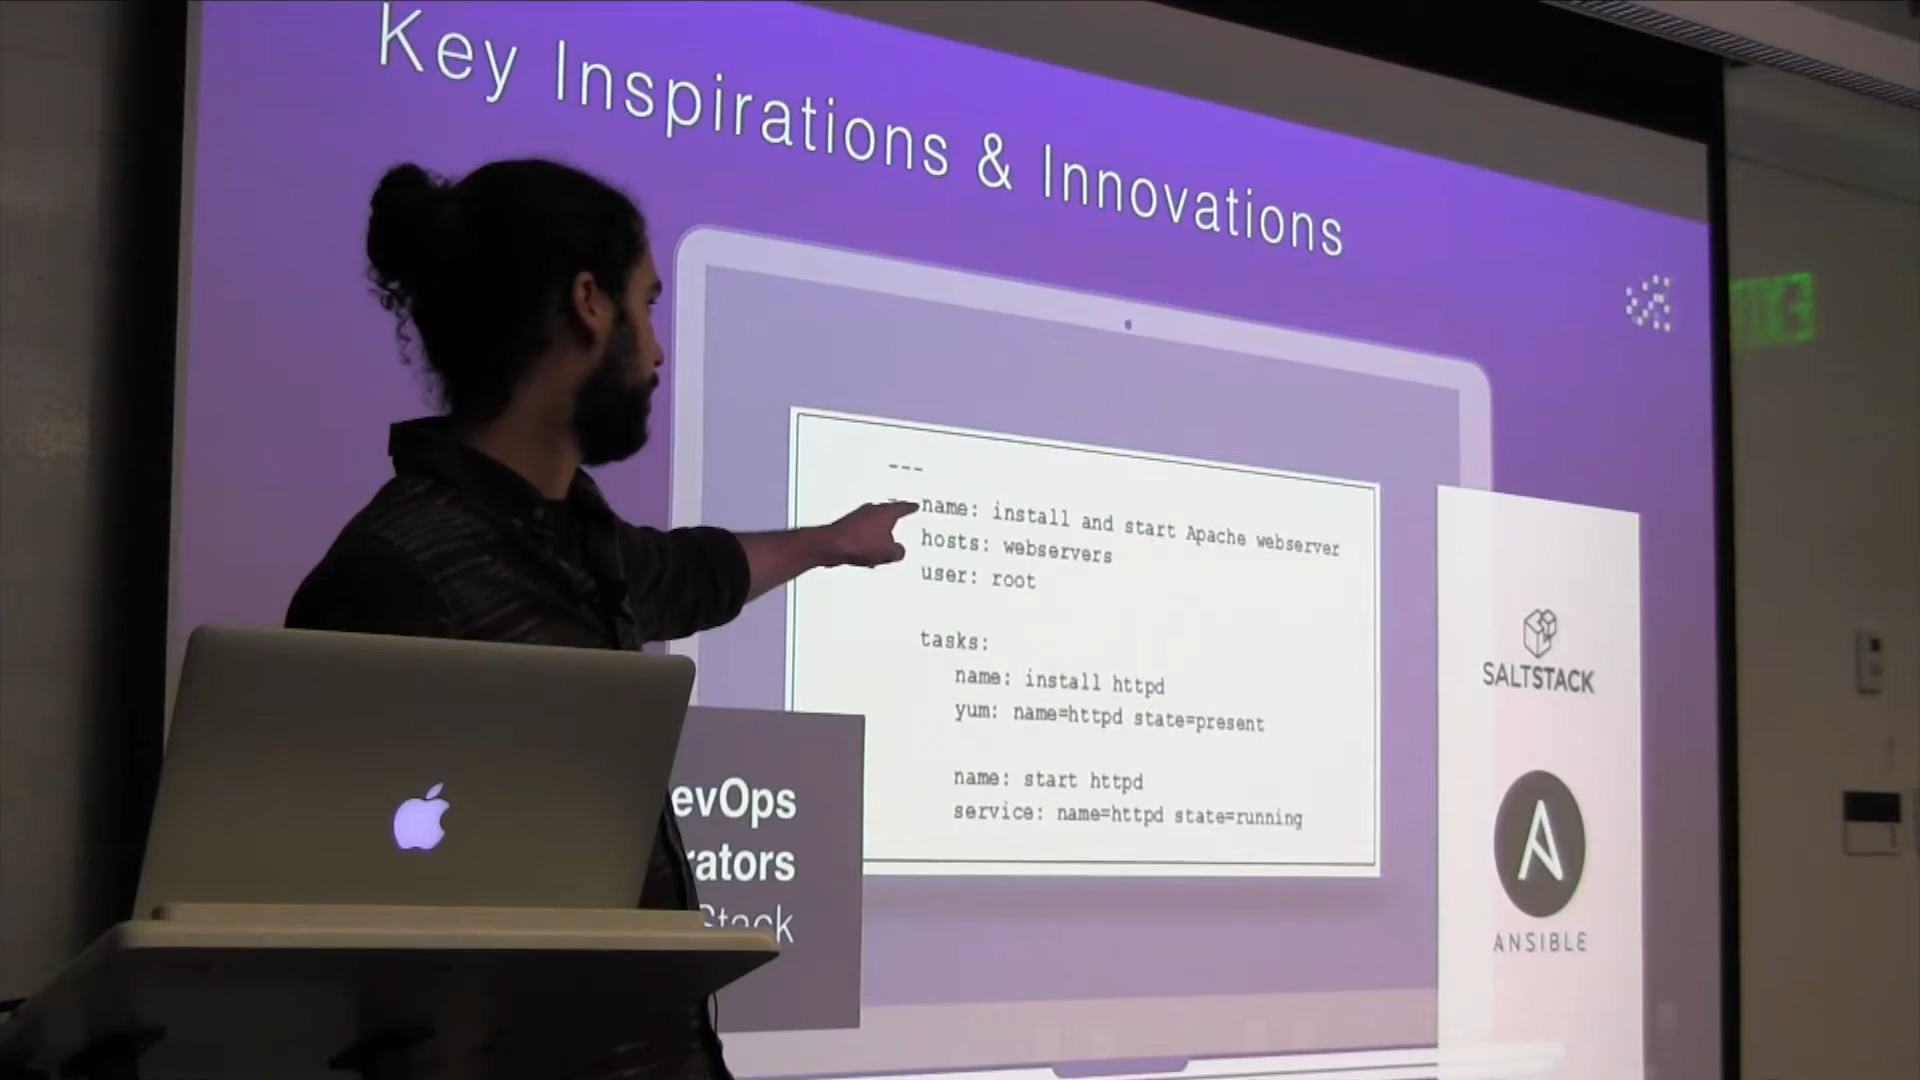 Key Inspirations & Innovations
---
- name: install and start Apache webserver
hosts: webservers
user: root
tasks:
name: install httpd
yum: name=httpd state=present
name: start httpd
service: name=httpd state=running
evOps
rators
Stack
SALTSTACK
ANSIBLE